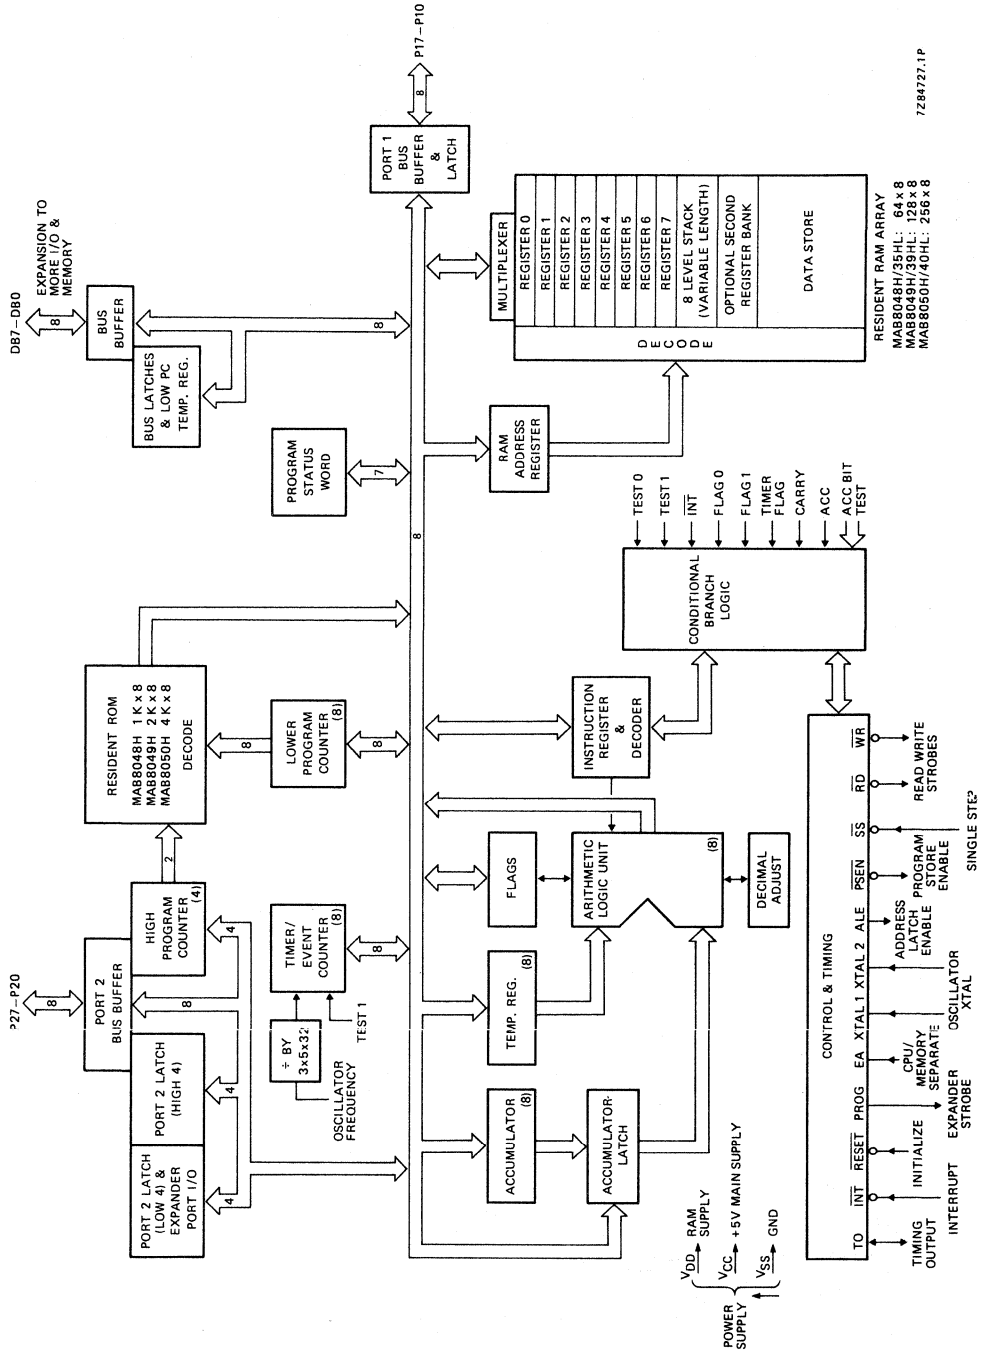 P27–P20
8
PORT 2
BUS BUFFER
PORT 2 LATCH
(LOW 4) &
EXPANDER
PORT I/O
PORT 2 LATCH
(HIGH 4)
HIGH
PROGRAM
COUNTER
(4)
4
4
8
4
2
RESIDENT ROM
MAB8048H 1 K x 8
MAB8049H 2 K x 8
MAB8050H 4 K x 8
DECODE
8
LOWER
PROGRAM
COUNTER
(8)
8
OSCILLATOR
FREQUENCY
÷ BY
3x5x32
TEST 1
TIMER/
EVENT
COUNTER
(8)
8
PROGRAM
STATUS
WORD
7
DB7–DB0
8
EXPANSION TO
MORE I/O &
MEMORY
BUS
BUFFER
BUS LATCHES
& LOW PC
TEMP. REG.
8
8
PORT 1
BUS
BUFFER
&
LATCH
8
P17–P10
ACCUMULATOR
(8)
ACCUMULATOR-
LATCH
TEMP. REG.
(8)
FLAGS
ARITHMETIC
LOGIC UNIT
(8)
DECIMAL
ADJUST
INSTRUCTION
REGISTER
&
DECODER
RAM
ADDRESS
REGISTER
MULTIPLEXER
DECODE
REGISTER 0
REGISTER 1
REGISTER 2
REGISTER 3
REGISTER 4
REGISTER 5
REGISTER 6
REGISTER 7
8 LEVEL STACK
(VARIABLE LENGTH)
OPTIONAL SECOND
REGISTER BANK
DATA STORE
RESIDENT RAM ARRAY
MAB8048H/35HL: 64 x 8
MAB8049H/39HL: 128 x 8
MAB8050H/40HL: 256 x 8
CONDITIONAL
BRANCH
LOGIC
TEST 0
TEST 1
INT
FLAG 0
FLAG 1
TIMER
FLAG
CARRY
ACC
ACC BIT
TEST
POWER
SUPPLY
VDD
RAM
SUPPLY
VCC
+5V MAIN SUPPLY
VSS
GND
CONTROL & TIMING
TO
INT
RESET
PROG
EA
XTAL 1
XTAL 2
ALE
PSEN
SS
RD
WR
TIMING
OUTPUT
INTERRUPT
INITIALIZE
EXPANDER
STROBE
CPU/
MEMORY
SEPARATE
OSCILLATOR
XTAL
ADDRESS
LATCH
ENABLE
PROGRAM
STORE
ENABLE
SINGLE STEP
READ WRITE
STROBES
7Z84727.1P